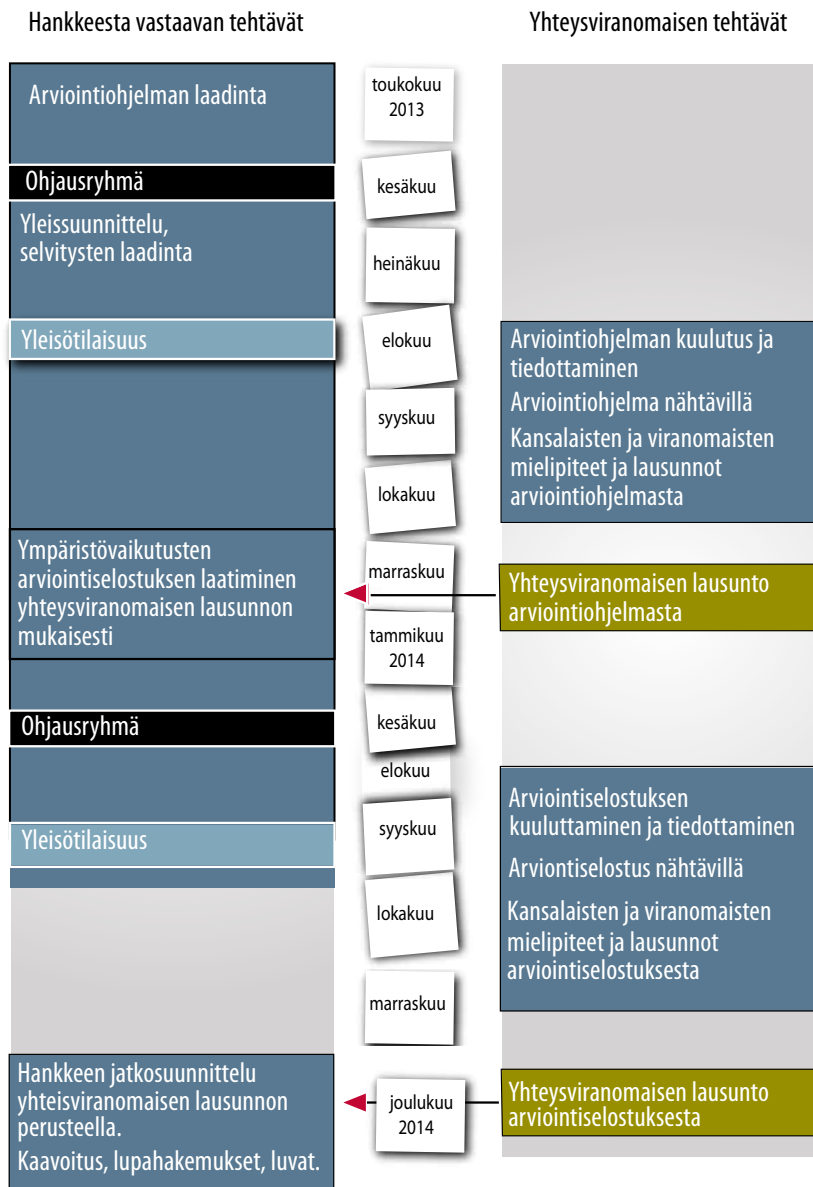 Hankkeesta vastaavan tehtävät
Yhteysviranomaisen tehtävät
Arviointiohjelman laadinta
toukokuu
2013
Ohjausryhmä
kesäkuu
Yleissuunnittelu,
selvitysten laadinta
heinäkuu
Yleisötilaisuus
elokuu
Arviointiohjelman kuulutus ja
tiedottaminen
Arviointiohjelma nähtävillä
Kansalaisten ja viranomaisten
mielipiteet ja lausunnot
arviointiohjelmasta
syyskuu
lokakuu
Ympäristövaikutusten
arviointiselostuksen laatiminen
yhteysviranomaisen lausunnon
mukaisesti
marraskuu
Yhteysviranomaisen lausunto
arviointiohjelmasta
tammikuu
2014
Ohjausryhmä
kesäkuu
elokuu
Arviointiselostuksen
kuuluttaminen ja tiedottaminen
Arviontiselostus nähtävillä
Kansalaisten ja viranomaisten
mielipiteet ja lausunnot
arviointiselostuksesta
Yleisötilaisuus
syyskuu
lokakuu
marraskuu
Hankkeen jatkosuunnittelu
yhteisviranomaisen lausunnon
perusteella.
Kaavoitus, lupahakemukset, luvat.
joulukuu
2014
Yhteysviranomaisen lausunto
arviointiselostuksesta